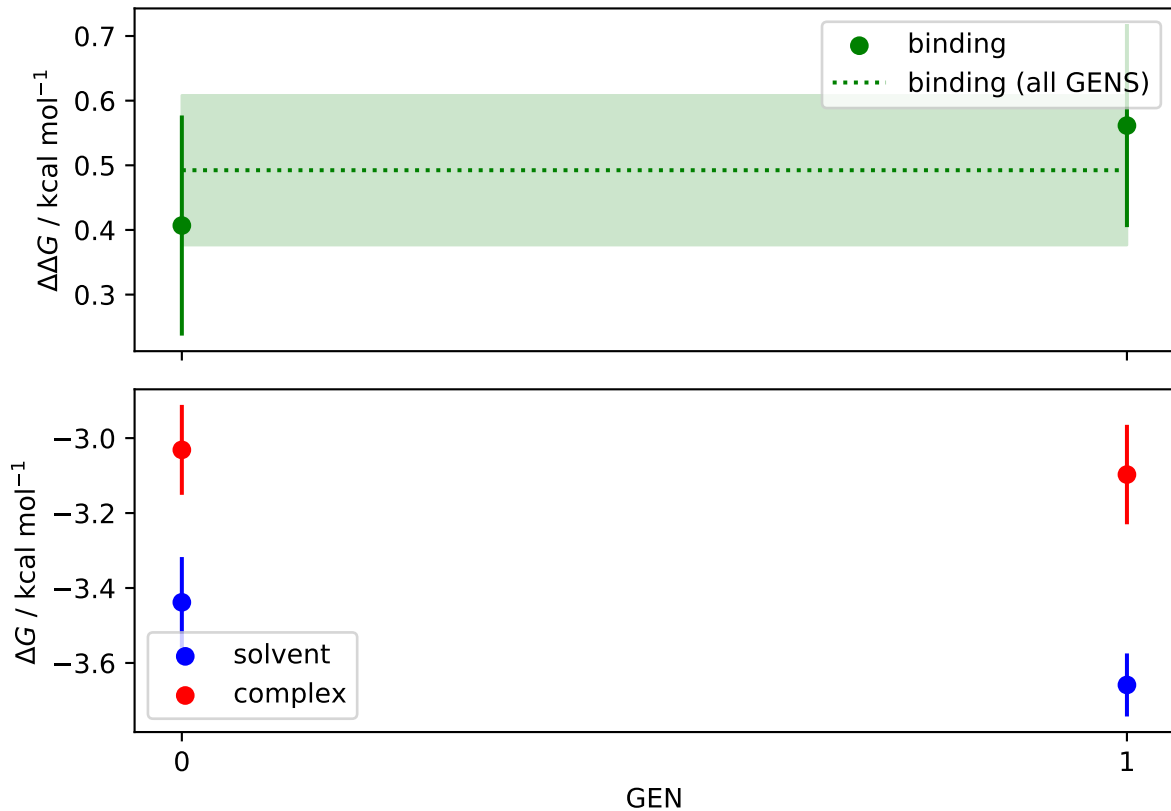 0.7
0.6
0.5
0.4
0.3
ΔΔG / kcal mol⁻¹
binding
binding (all GENS)
−3.0
−3.2
−3.4
−3.6
ΔG / kcal mol⁻¹
solvent
complex
0
1
GEN